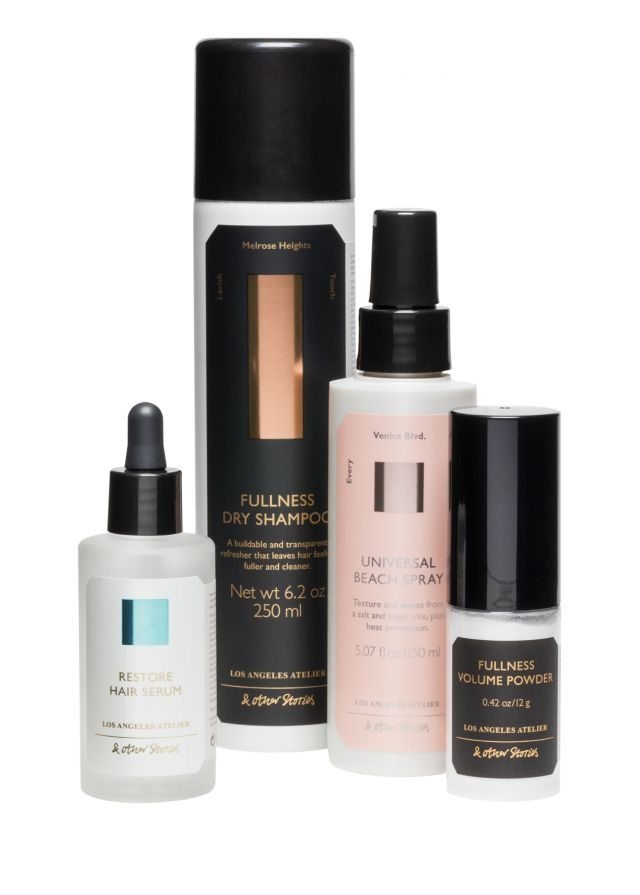 Melrose Heights
Lavish
Touch
FULLNESS
DRY SHAMPOO
A buildable and transparent
refresher that leaves hair
fuller and cleaner.
Net wt 6.2 oz
250 ml
LOS ANGELES ATELIER
& other Stories
Venice Blvd.
Every
UNIVERSAL
BEACH SPRAY
Texture and waves from
a salt and sugar mix, plus
heat protection.
5.07 fl oz/150 ml
LOS ANGELES ATELIER
& other Stories
RESTORE
HAIR SERUM
LOS ANGELES ATELIER
& other Stories
FULLNESS
VOLUME POWDER
0.42 oz/12 g
LOS ANGELES ATELIER
& other Stories